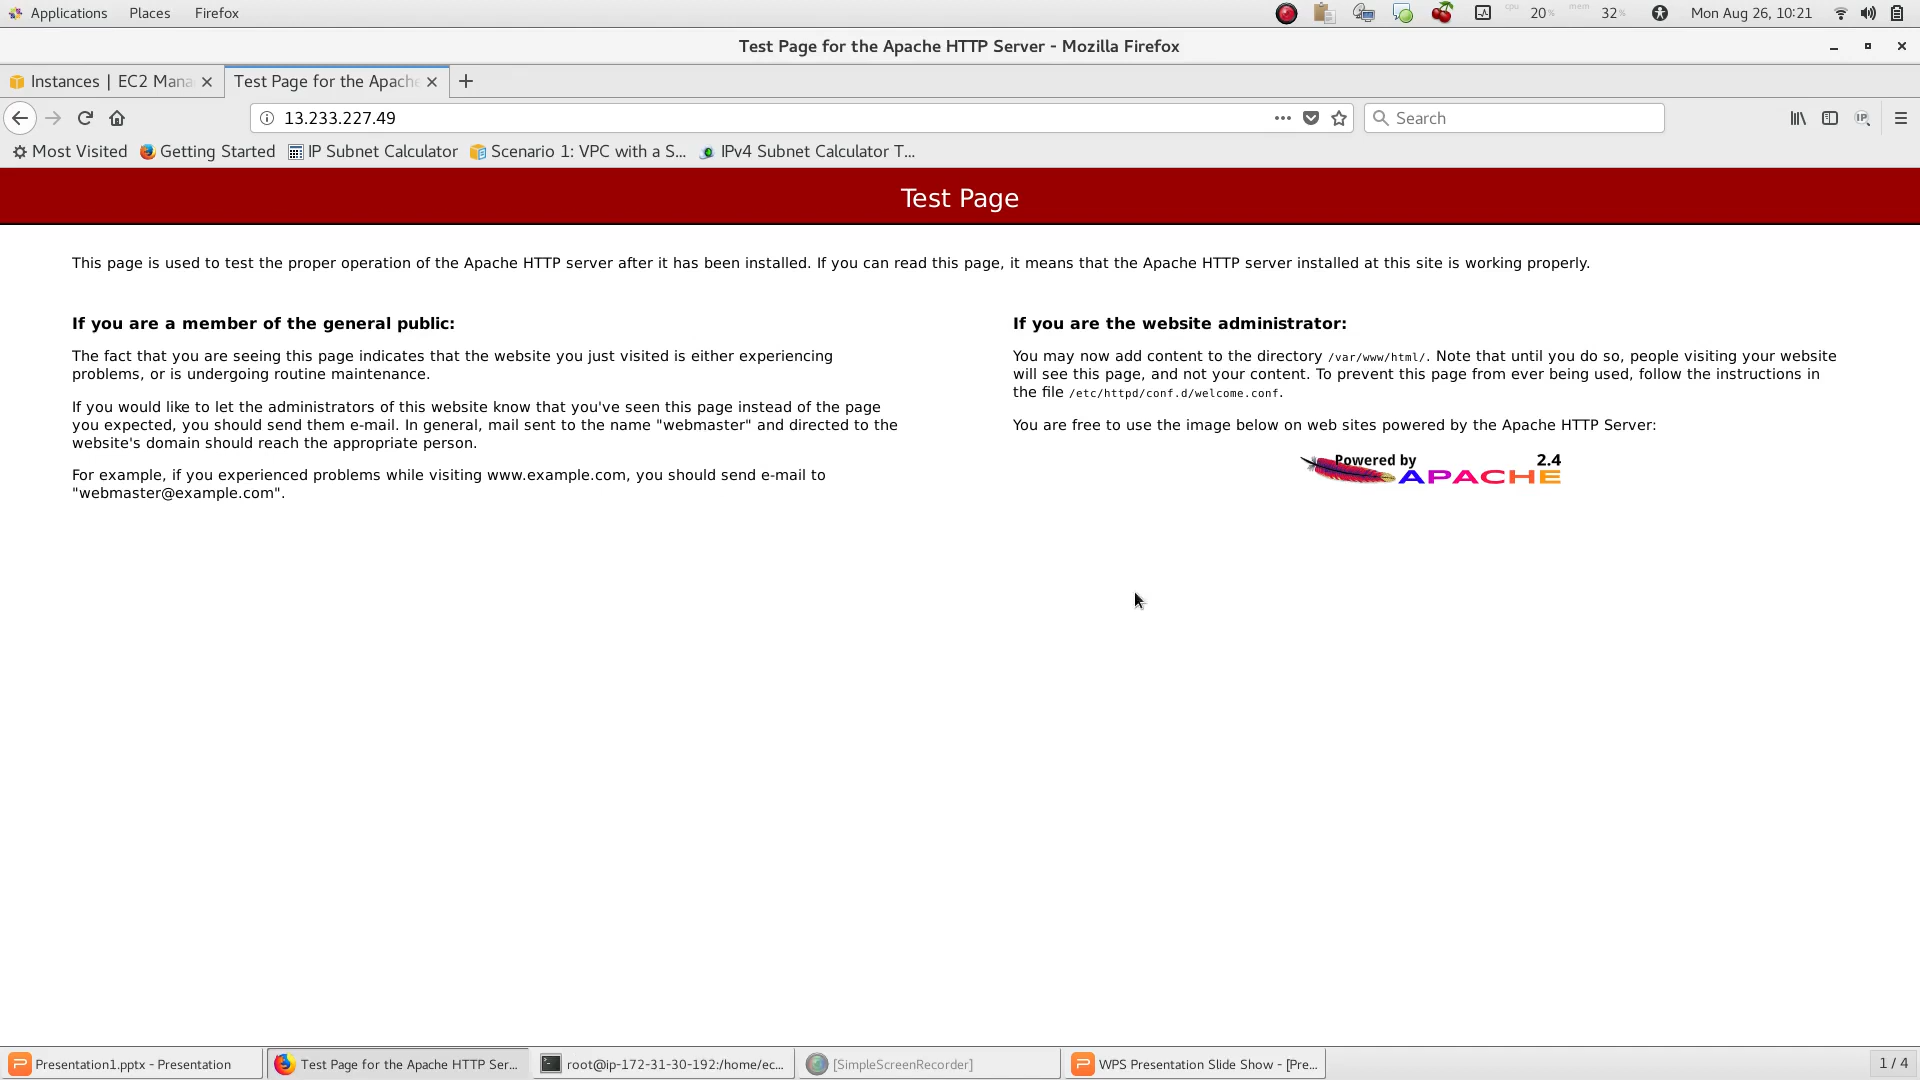 Applications Places Firefox cpu 20% mem 32% Mon Aug 26, 10:21
Test Page for the Apache HTTP Server - Mozilla Firefox
Instances | EC2 Mana Test Page for the Apache
13.233.227.49 Search IP
Most Visited Getting Started IP Subnet Calculator Scenario 1: VPC with a S... IPv4 Subnet Calculator T...
Test Page
This page is used to test the proper operation of the Apache HTTP server after it has been installed. If you can read this page, it means that the Apache HTTP server installed at this site is working properly.
If you are a member of the general public:
The fact that you are seeing this page indicates that the website you just visited is either experiencing
problems, or is undergoing routine maintenance.
If you would like to let the administrators of this website know that you've seen this page instead of the page
you expected, you should send them e-mail. In general, mail sent to the name "webmaster" and directed to the
website's domain should reach the appropriate person.
For example, if you experienced problems while visiting www.example.com, you should send e-mail to
"webmaster@example.com".
If you are the website administrator:
You may now add content to the directory /var/www/html/. Note that until you do so, people visiting your website
will see this page, and not your content. To prevent this page from ever being used, follow the instructions in
the file /etc/httpd/conf.d/welcome.conf.
You are free to use the image below on web sites powered by the Apache HTTP Server:
Powered by 2.4
APACHE
Presentation1.pptx - Presentation Test Page for the Apache HTTP Ser... root@ip-172-31-30-192:/home/ec... [SimpleScreenRecorder] WPS Presentation Slide Show - [Pre... 1 / 4